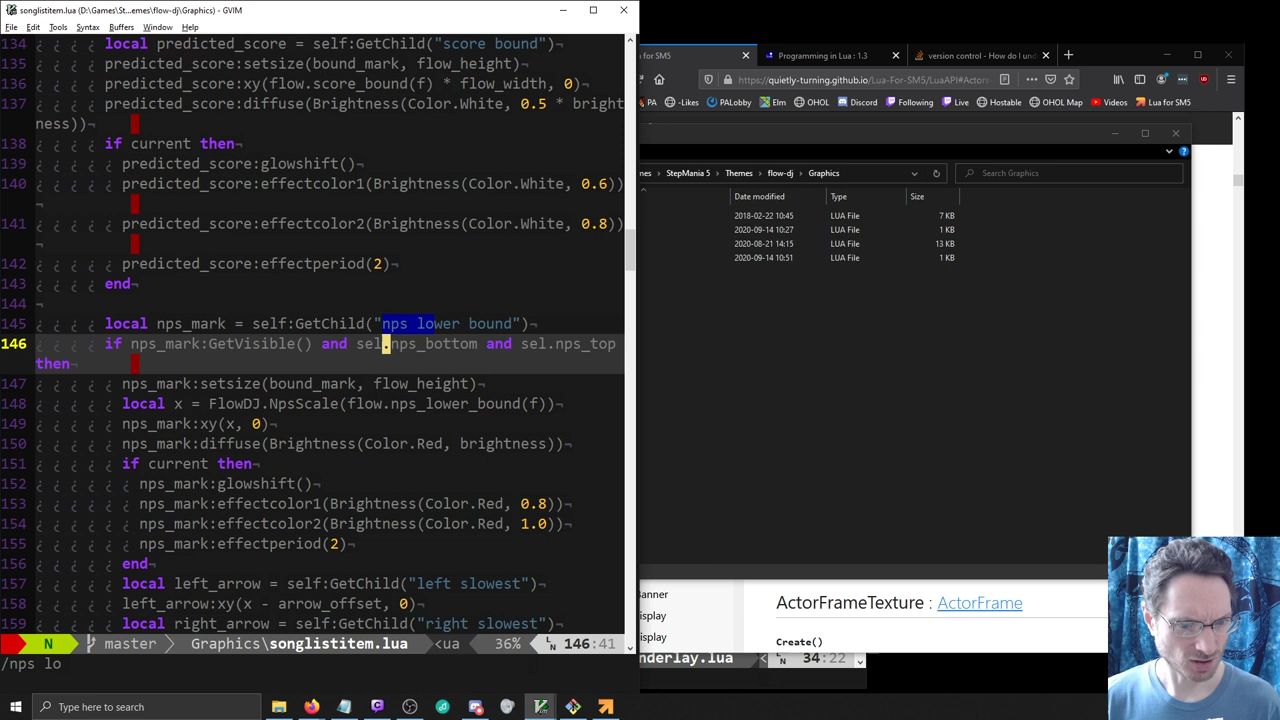 songlistitem.lua (D:\Games\St...emes\flow-dj\Graphics) - GVIM
File Edit Tools Syntax Buffers Window Help
134 local predicted_score = self:GetChild("score bound")¬
135 predicted_score:setsize(bound_mark, flow_height)¬
136 predicted_score:xy(flow.score_bound(f) * flow_width, 0)¬
137 predicted_score:diffuse(Brightness(Color.White, 0.5 * bright
ness))¬
138 if current then¬
139 predicted_score:glowshift()¬
140 predicted_score:effectcolor1(Brightness(Color.White, 0.6))
¬
141 predicted_score:effectcolor2(Brightness(Color.White, 0.8))
¬
142 predicted_score:effectperiod(2)¬
143 end¬
144 ¬
145 local nps_mark = self:GetChild("nps lower bound")¬
146 if nps_mark:GetVisible() and sel.nps_bottom and sel.nps_top
then¬
147 nps_mark:setsize(bound_mark, flow_height)¬
148 local x = FlowDJ.NpsScale(flow.nps_lower_bound(f))¬
149 nps_mark:xy(x, 0)¬
150 nps_mark:diffuse(Brightness(Color.Red, brightness))¬
151 if current then¬
152 nps_mark:glowshift()¬
153 nps_mark:effectcolor1(Brightness(Color.Red, 0.8))¬
154 nps_mark:effectcolor2(Brightness(Color.Red, 1.0))¬
155 nps_mark:effectperiod(2)¬
156 end¬
157 local left_arrow = self:GetChild("left slowest")¬
158 left_arrow:xy(x - arrow_offset, 0)¬
159 local right_arrow = self:GetChild("right slowest")¬
N master Graphics\songlistitem.lua <ua 36% LN 146:41
/nps lo
Type here to search
for SM5 Programming in Lua : 1.3 version control - How do I und
https://quietly-turning.github.io/Lua-For-SM5/LuaAPI#Actors
PA -Likes PALobby Elm OHOL Discord Following Live Hostable OHOL Map Videos Lua for SM5
mes StepMania 5 Themes flow-dj Graphics Search Graphics
Date modified Type Size
2018-02-22 10:45 LUA File 7 KB
2020-09-14 10:27 LUA File 1 KB
2020-08-21 14:15 LUA File 13 KB
2020-09-14 10:51 LUA File 1 KB
Banner
isplay
isplay
ActorFrameTexture : ActorFrame
Create()
nderlay.lua < LN 34:22